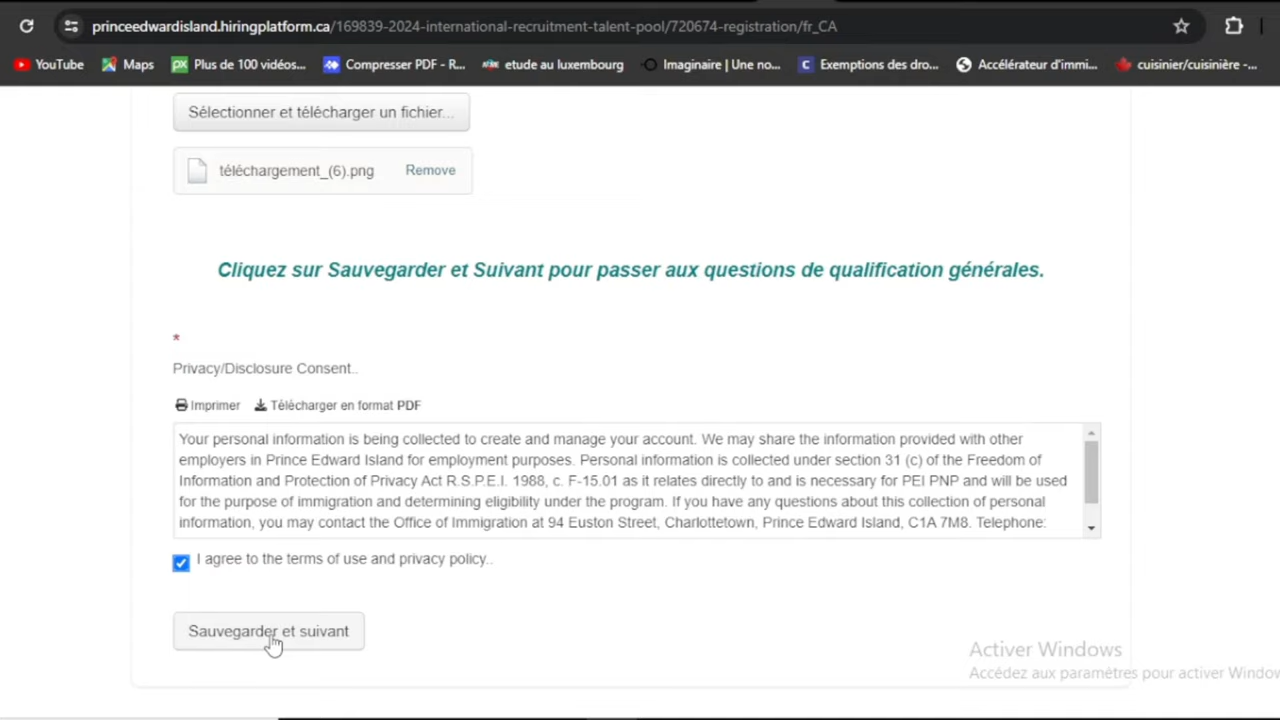 princeedwardisland.hiringplatform.ca/169839-2024-international-recruitment-talent-pool/720674-registration/fr_CA
YouTube Maps Plus de 100 vidéos... Compresser PDF - R... etude au luxembourg Imaginaire | Une no... Exemptions des dro... Accélérateur d'immi... cuisinier/cuisinière -...
Sélectionner et télécharger un fichier...
téléchargement_(6).png Remove
Cliquez sur Sauvegarder et Suivant pour passer aux questions de qualification générales.
*
Privacy/Disclosure Consent..
Imprimer Télécharger en format PDF
Your personal information is being collected to create and manage your account. We may share the information provided with other
employers in Prince Edward Island for employment purposes. Personal information is collected under section 31 (c) of the Freedom of
Information and Protection of Privacy Act R.S.P.E.I. 1988, c. F-15.01 as it relates directly to and is necessary for PEI PNP and will be used
for the purpose of immigration and determining eligibility under the program. If you have any questions about this collection of personal
information, you may contact the Office of Immigration at 94 Euston Street, Charlottetown, Prince Edward Island, C1A 7M8. Telephone:
I agree to the terms of use and privacy policy..
Sauvegarder et suivant
Activer Windows
Accédez aux paramètres pour activer Window